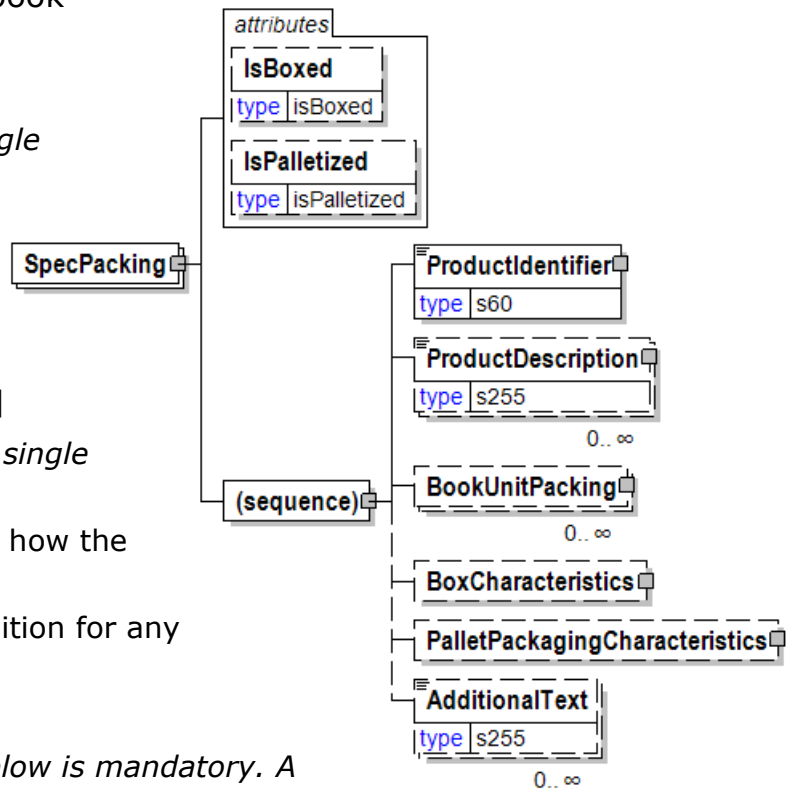 book
attributes
IsBoxed
type isBoxed
IsPalletized
type isPalletized
SpecPacking
single
how the
ition for any
low is mandatory. A
(sequence)
ProductIdentifier
type s60
ProductDescription
type s255
0.. ∞
BookUnitPacking
0.. ∞
BoxCharacteristics
PalletPackagingCharacteristics
AdditionalText
type s255
0.. ∞